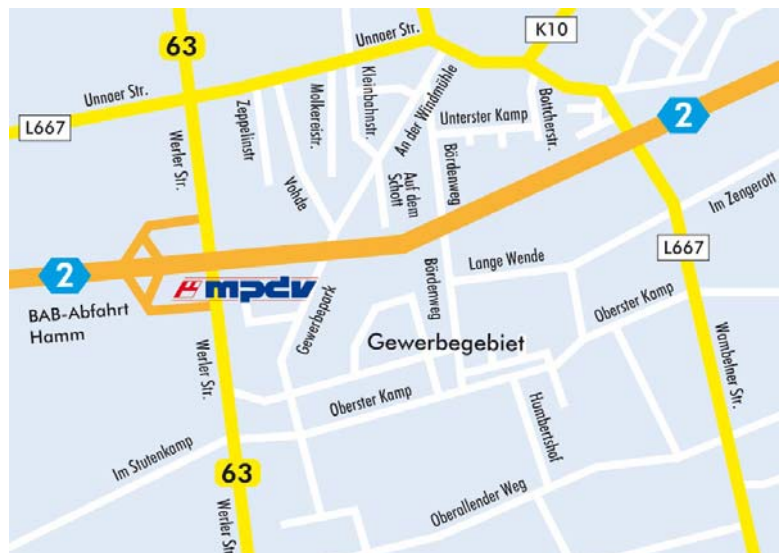 63
Unnaer Str.
K10
Unnaer Str.
L667
Werler Str.
Zeppelinstr
Molkereistr.
Kleinbahnstr.
An der Windmühle
Unterster Kamp
Bottcherstr.
2
Vohde
Auf dem
Schott
Bördenweg
Im Zengerott
L667
Lange Wende
Bördenweg
2
mpdv
BAB-Abfahrt
Hamm
Gewerbepark
Gewerbegebiet
Oberster Kamp
Werler Str.
Wambelner Str.
Oberster Kamp
Humbertshof
Im Stutenkamp
63
Oberallender Weg
Werler Str.